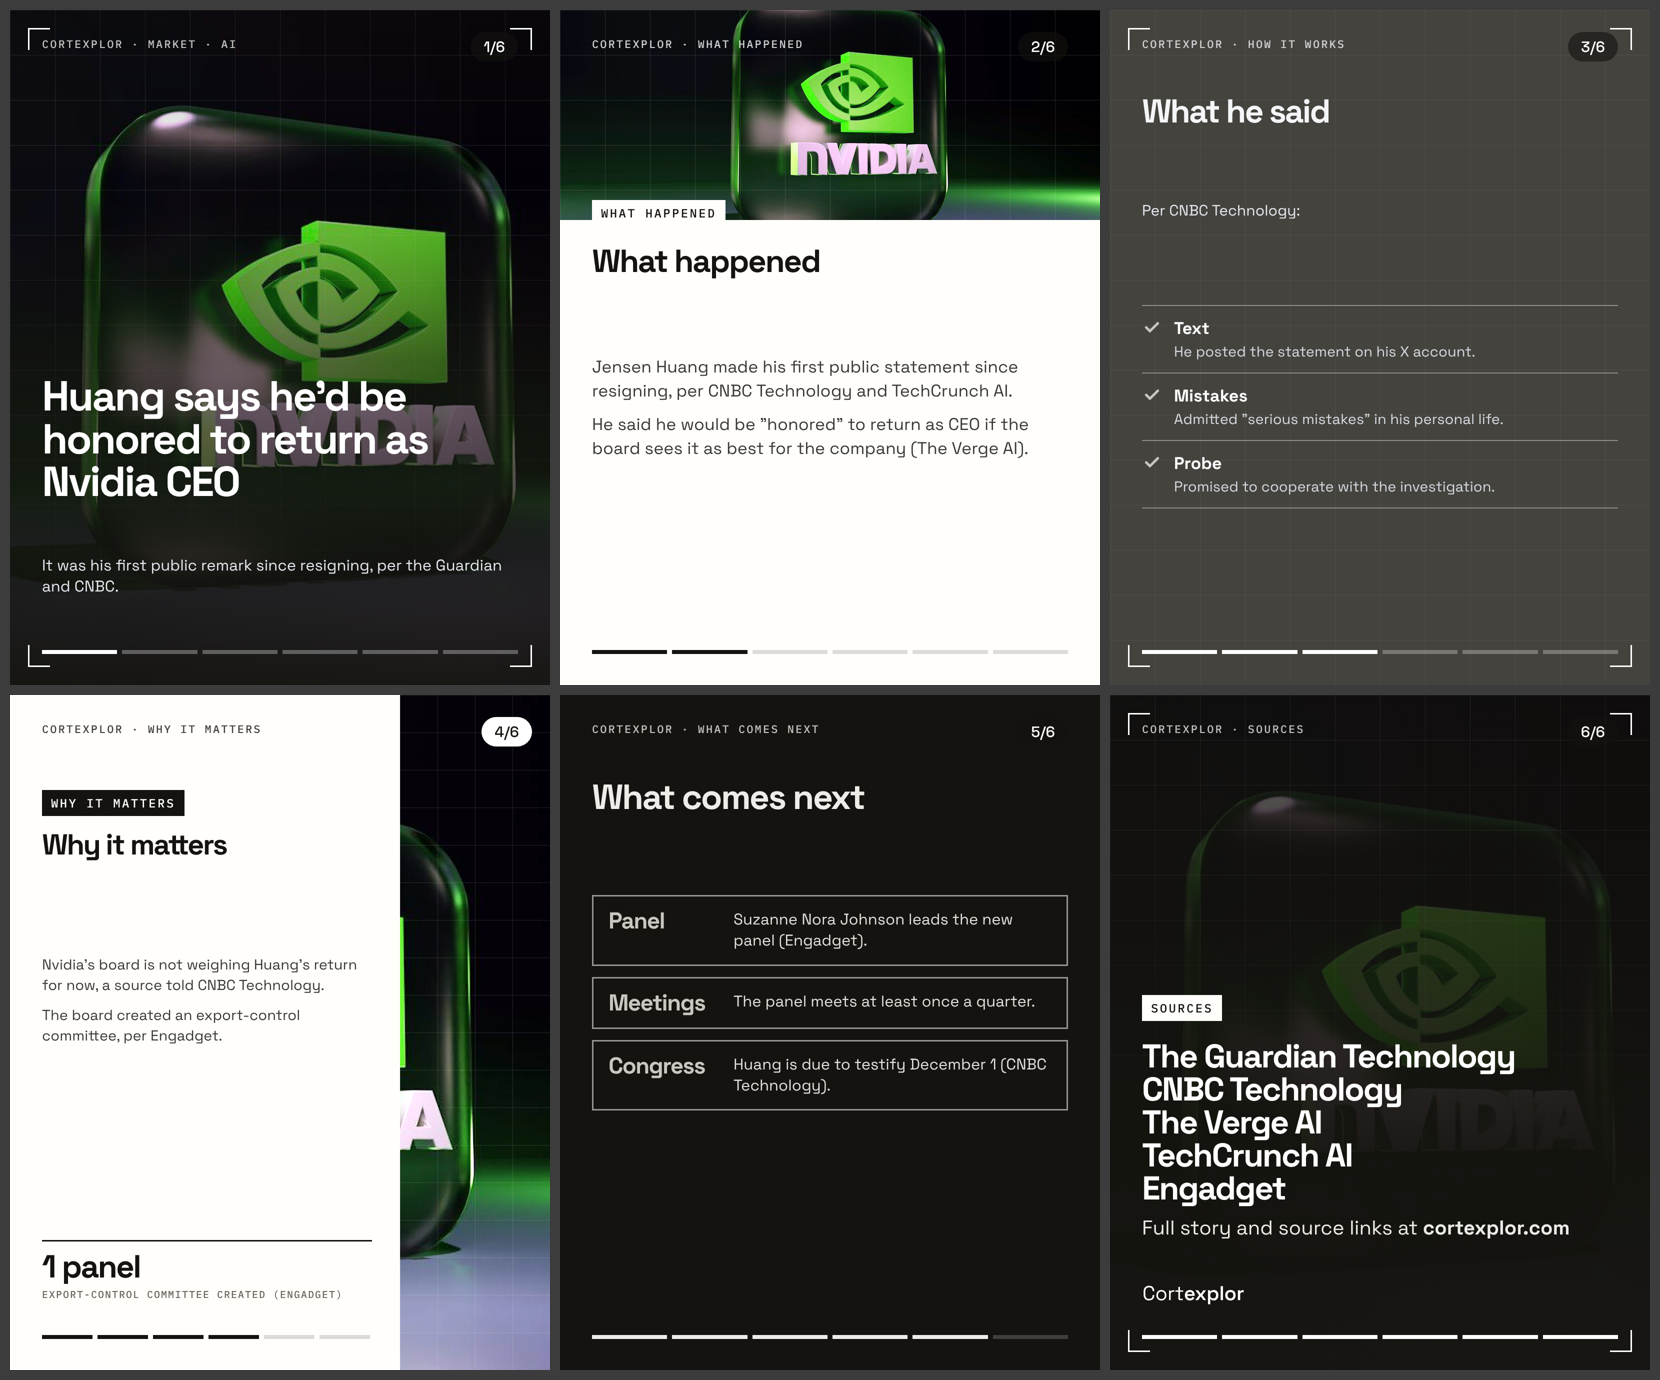 CORTEXPLOR · MARKET · AI
1/6
NVIDIA
Huang says he’d be
honored to return as
Nvidia CEO
It was his first public remark since resigning, per the Guardian
and CNBC.
CORTEXPLOR · WHAT HAPPENED
2/6
NVIDIA
WHAT HAPPENED
What happened
Jensen Huang made his first public statement since
resigning, per CNBC Technology and TechCrunch AI.
He said he would be ”honored” to return as CEO if the
board sees it as best for the company (The Verge AI).
CORTEXPLOR · HOW IT WORKS
3/6
What he said
Per CNBC Technology:
Text
He posted the statement on his X account.
Mistakes
Admitted ”serious mistakes” in his personal life.
Probe
Promised to cooperate with the investigation.
CORTEXPLOR · WHY IT MATTERS
4/6
WHY IT MATTERS
Why it matters
Nvidia’s board is not weighing Huang’s return
for now, a source told CNBC Technology.
The board created an export-control
committee, per Engadget.
A
1 panel
EXPORT-CONTROL COMMITTEE CREATED (ENGADGET)
CORTEXPLOR · WHAT COMES NEXT
5/6
What comes next
Panel
Suzanne Nora Johnson leads the new
panel (Engadget).
Meetings
The panel meets at least once a quarter.
Congress
Huang is due to testify December 1 (CNBC
Technology).
CORTEXPLOR · SOURCES
6/6
SOURCES
The Guardian Technology
CNBC Technology
The Verge AI
TechCrunch AI
Engadget
NVIDIA
Full story and source links at cortexplor.com
Cortexplor